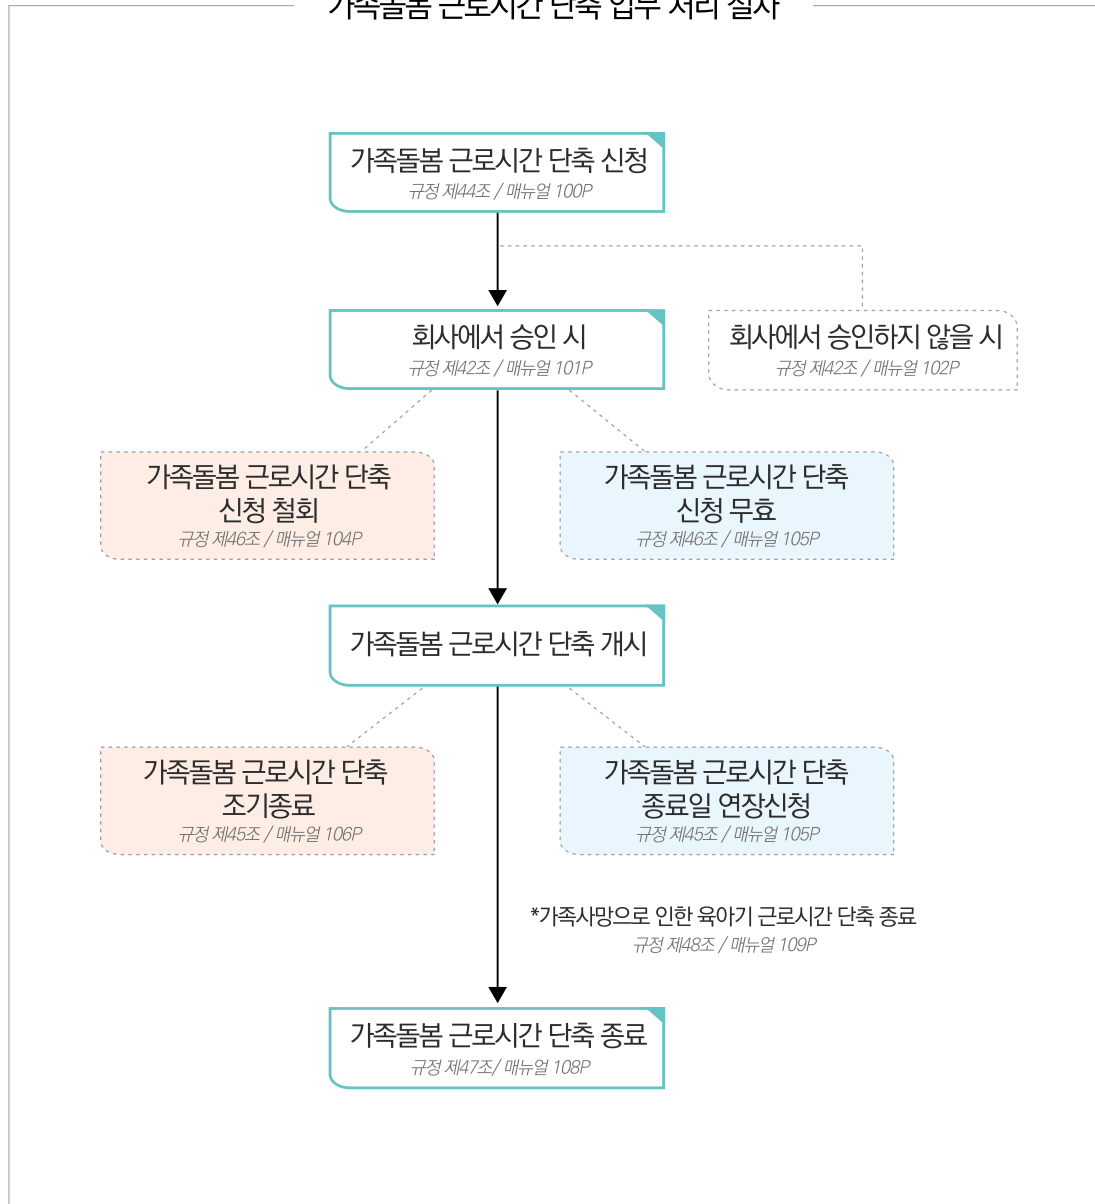 가족돌봄 근로시간 단축 업무 처리 절차
가족돌봄 근로시간 단축 신청
규정 제44조 / 매뉴얼 100P
회사에서 승인 시
규정 제42조 / 매뉴얼 101P
회사에서 승인하지 않을 시
규정 제42조 / 매뉴얼 102P
가족돌봄 근로시간 단축
신청 철회
규정 제46조 / 매뉴얼 104P
가족돌봄 근로시간 단축
신청 무효
규정 제46조 / 매뉴얼 105P
가족돌봄 근로시간 단축 개시
가족돌봄 근로시간 단축
조기종료
규정 제45조 / 매뉴얼 106P
가족돌봄 근로시간 단축
종료일 연장신청
규정 제45조 / 매뉴얼 105P
*가족사망으로 인한 육아기 근로시간 단축 종료
규정 제48조 / 매뉴얼 109P
가족돌봄 근로시간 단축 종료
규정 제47조/ 매뉴얼 108P